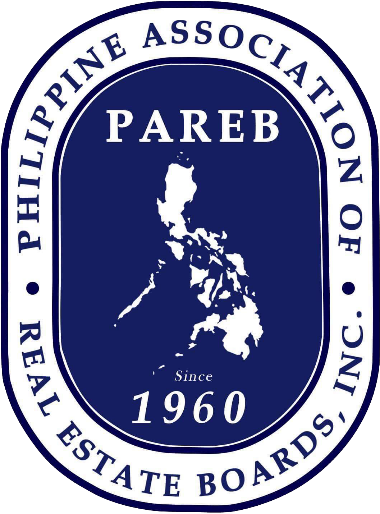 PHILIPPINE ASSOCIATION OF
REAL ESTATE BOARDS, INC.
PAREB
Since
1960